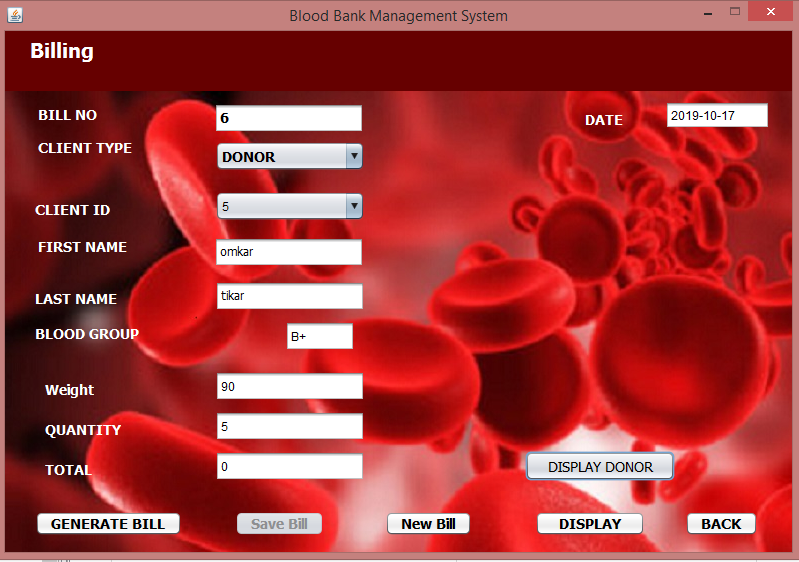 Blood Bank Management System
Billing
BILL NO 6 DATE 2019-10-17
CLIENT TYPE DONOR
CLIENT ID 5
FIRST NAME omkar
LAST NAME tikar
BLOOD GROUP B+
Weight 90
QUANTITY 5
TOTAL 0 DISPLAY DONOR
GENERATE BILL Save Bill New Bill DISPLAY BACK